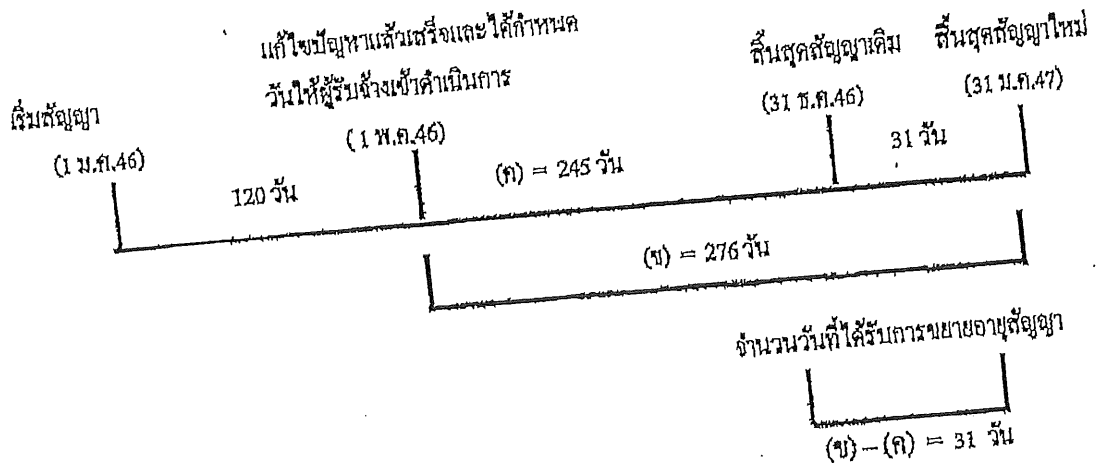 แก้ไขปัญหาแล้วเสร็จและได้กำหนด
วันให้ผู้รับจ้างเข้าดำเนินการ
(1 พ.ค.46)
สิ้นสุดสัญญาเดิม
(31 ธ.ค.46)
สิ้นสุดสัญญาใหม่
(31 ม.ค.47)
เริ่มสัญญา
(1 ม.ค.46)
120 วัน
(ค) = 245 วัน
31 วัน
(ข) = 276 วัน
จำนวนวันที่ได้รับการขยายอายุสัญญา
(ข) – (ค) = 31 วัน